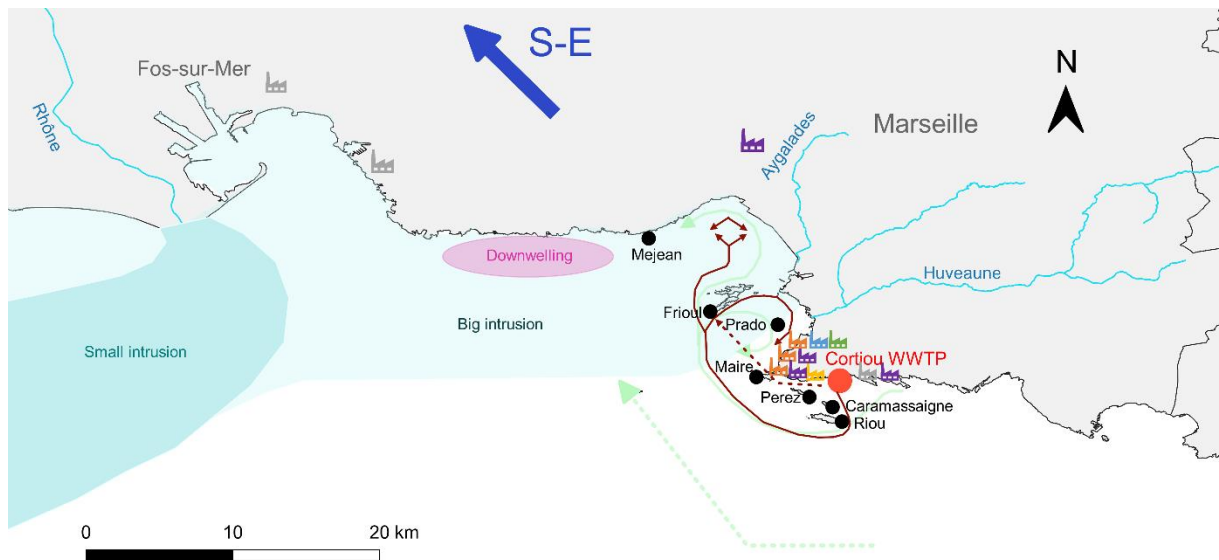 S-E
N
Fos-sur-Mer
Rhône
Marseille
Aygalades
Downwelling
Mejean
Huveaune
Frioul
Prado
Big intrusion
Small intrusion
Cortiou WWTP
Maire
Perez
Caramassaigne
Riou
0 10 20 km